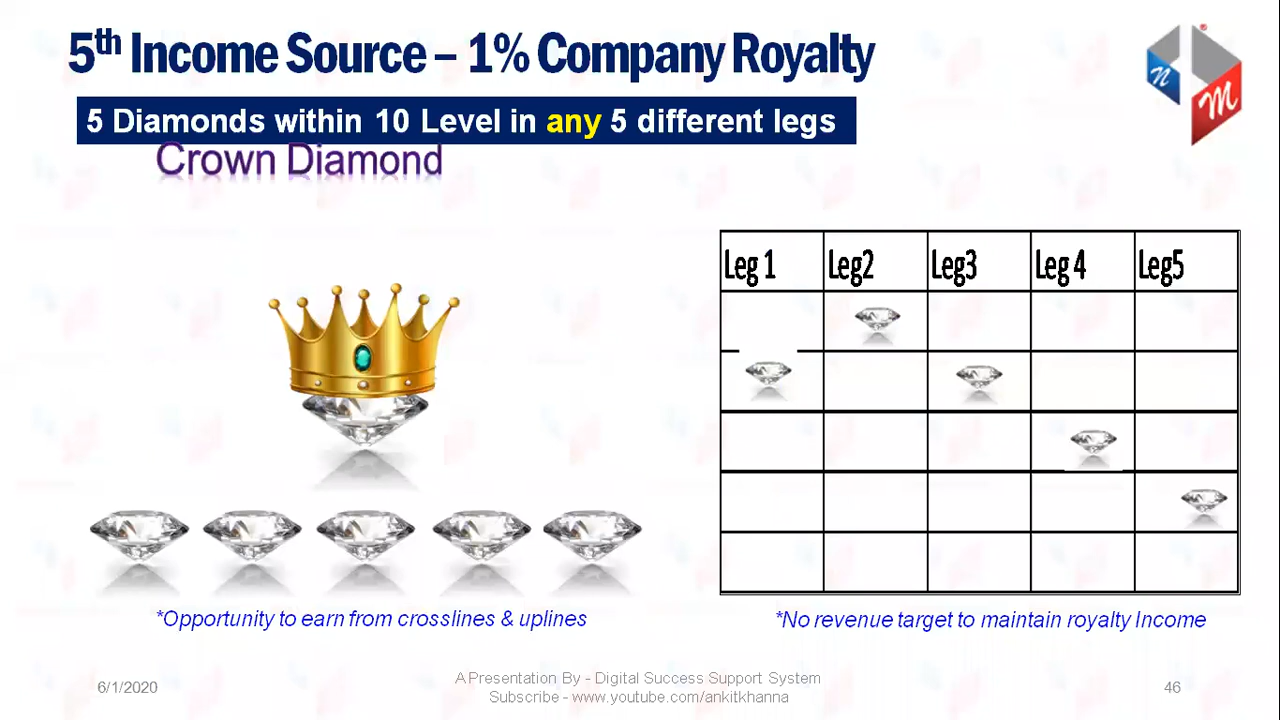 5th Income Source – 1% Company Royalty
5 Diamonds within 10 Level in any 5 different legs
Crown Diamond
Leg 1 Leg2 Leg3 Leg 4 Leg5
*Opportunity to earn from crosslines & uplines
*No revenue target to maintain royalty Income
6/1/2020
A Presentation By - Digital Success Support System
Subscribe - www.youtube.com/ankitkhanna
46
n M